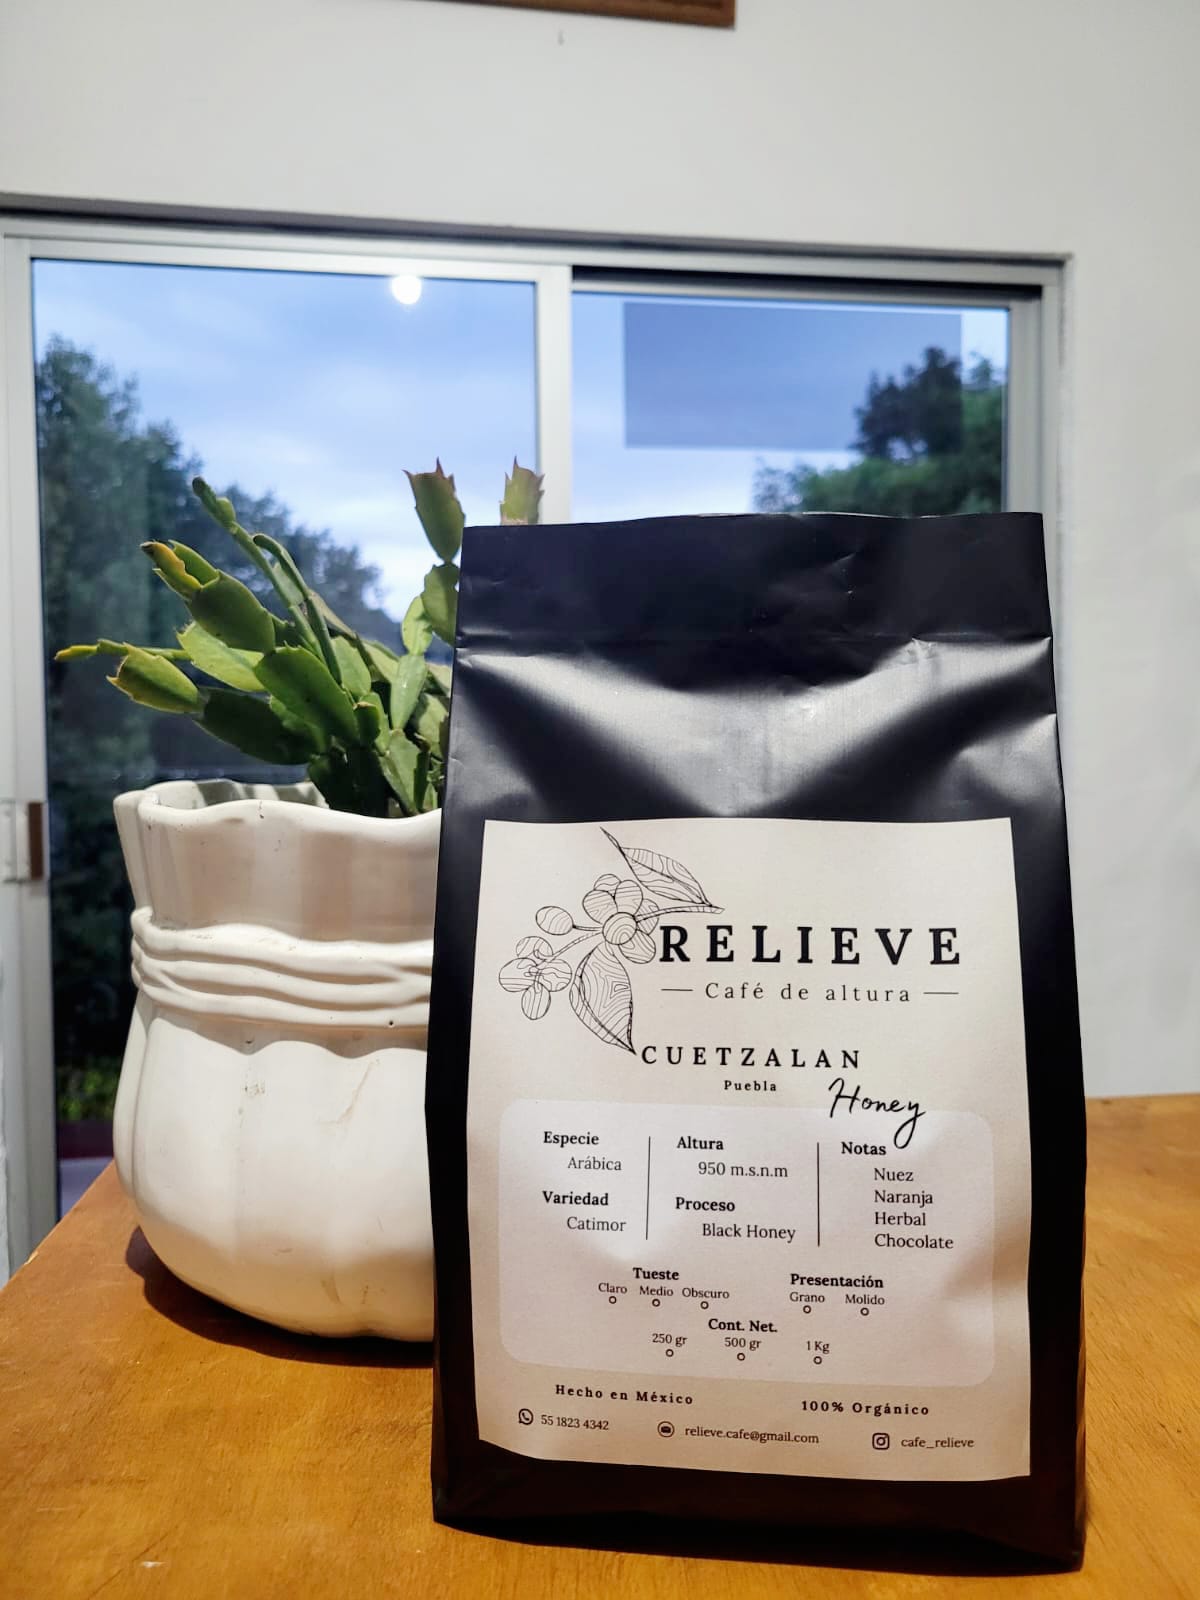 RELIEVE
Café de altura
CUETZALAN
Puebla
Honey
Especie
Arábica
Variedad
Catimor
Altura
950 m.s.n.m
Proceso
Black Honey
Notas
Nuez
Naranja
Herbal
Chocolate
Tueste
Claro Medio Obscuro
Presentación
Grano Molido
Cont. Net.
250 gr 500 gr 1 Kg
Hecho en México
100% Orgánico
55 1823 4342
relieve.cafe@gmail.com
cafe_relieve